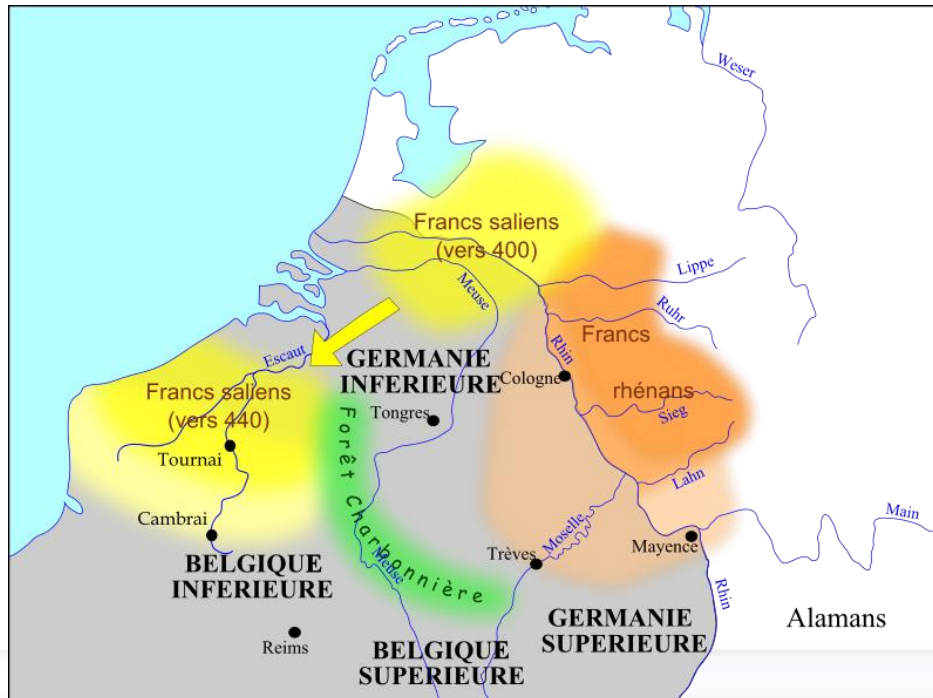 Weser
Francs saliens
(vers 400)
Lippe
Meuse
Ruhr
Escaut
Rhin
Francs
GERMANIE
INFERIEURE
Cologne
rhénans
Francs saliens
(vers 440)
Tongres
Sieg
Forêt Charbonnière
Tournai
Lahn
Cambrai
Main
Moselle
Mayence
Meuse
Trèves
BELGIQUE
INFERIEURE
Rhin
GERMANIE
SUPERIEURE
Alamans
Reims
BELGIQUE
SUPERIEURE